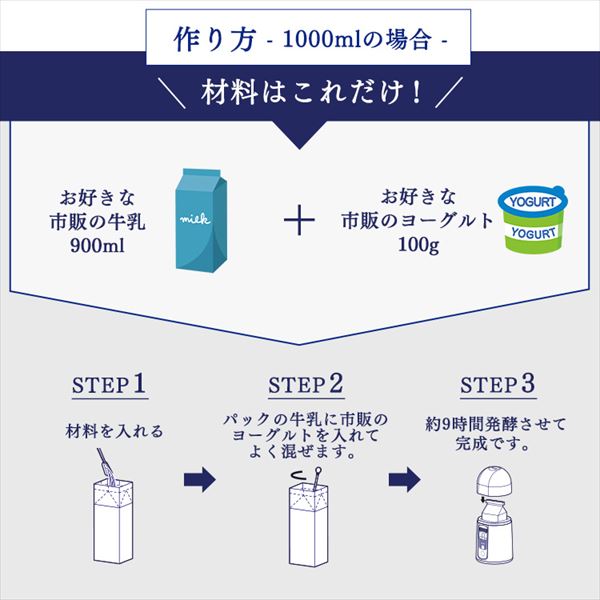 作り方 - 1000mlの場合 -
＼ 材料はこれだけ！ ／
お好きな
市販の牛乳
900ml
milk
+
お好きな
市販のヨーグルト
100g
YOGURT
YOGURT
STEP 1
材料を入れる
STEP 2
パックの牛乳に市販の
ヨーグルトを入れて
よく混ぜます。
STEP 3
約9時間発酵させて
完成です。